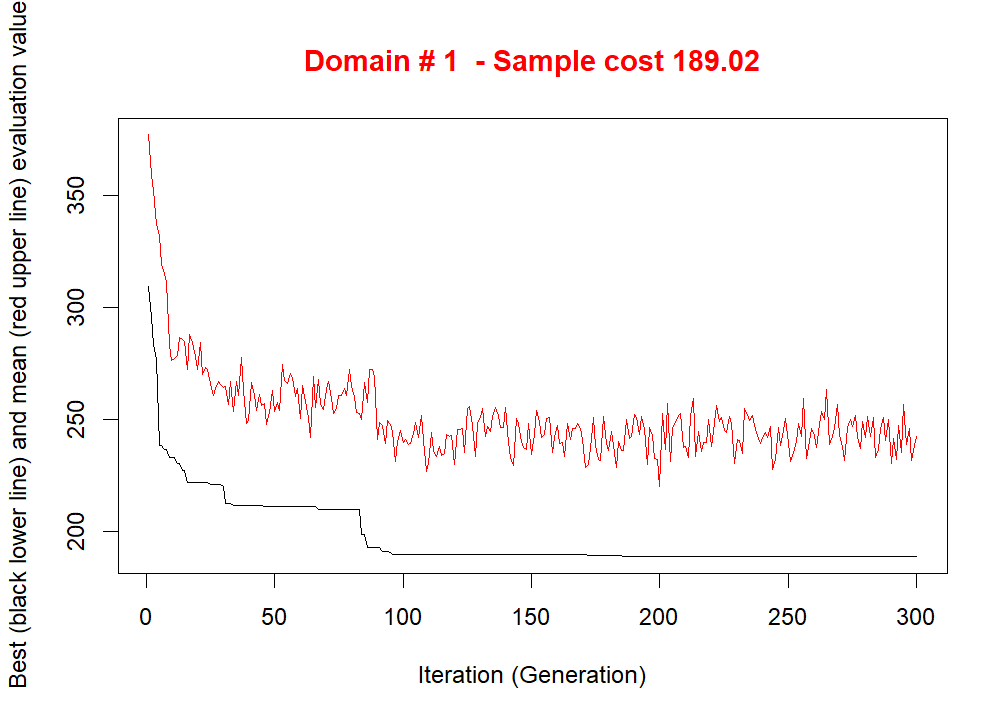 Domain # 1  - Sample cost 189.02
Best (black lower line) and mean (red upper line) evaluation value
350
300
250
200
0 50 100 150 200 250 300
Iteration (Generation)